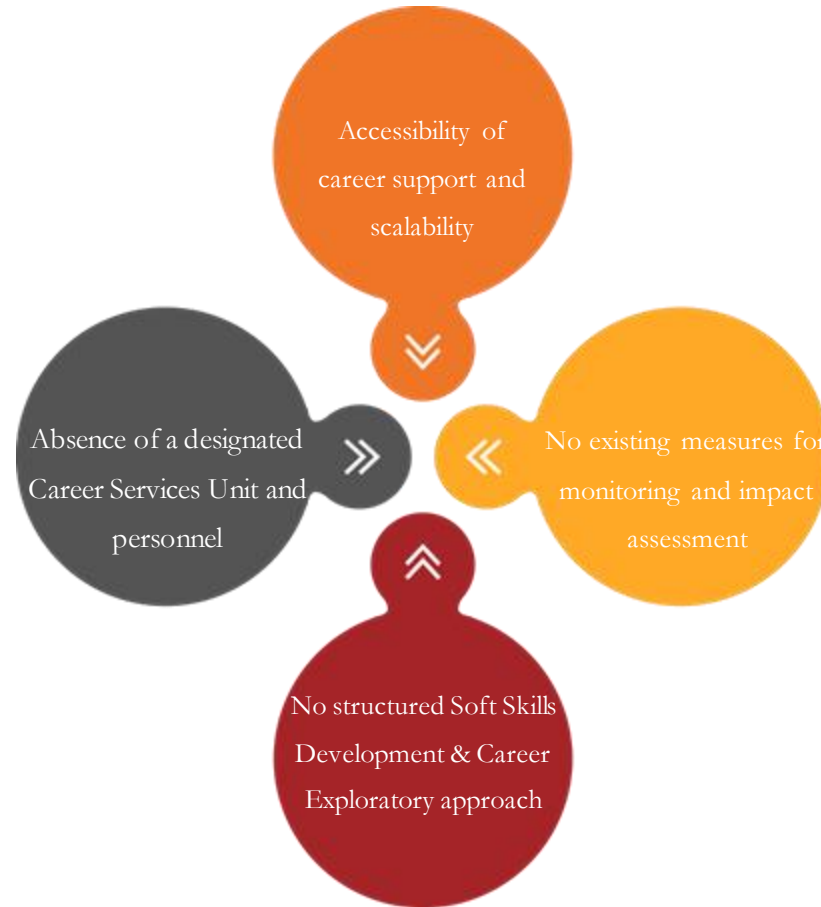 Accessibility of
career support and
scalability
Absence of a designated
Career Services Unit and
personnel
No existing measures for
monitoring and impact
assessment
No structured Soft Skills
Development & Career
Exploratory approach